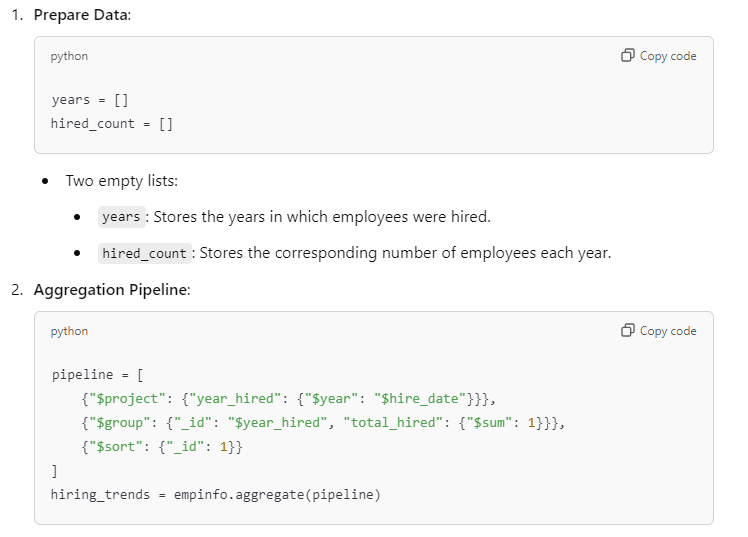 1. Prepare Data:
python Copy code
years = []
hired_count = []
• Two empty lists:
• years : Stores the years in which employees were hired.
• hired_count : Stores the corresponding number of employees each year.
2. Aggregation Pipeline:
python Copy code
pipeline = [
    {"$project": {"year_hired": {"$year": "$hire_date"}}},
    {"$group": {"_id": "$year_hired", "total_hired": {"$sum": 1}}},
    {"$sort": {"_id": 1}}
]
hiring_trends = empinfo.aggregate(pipeline)